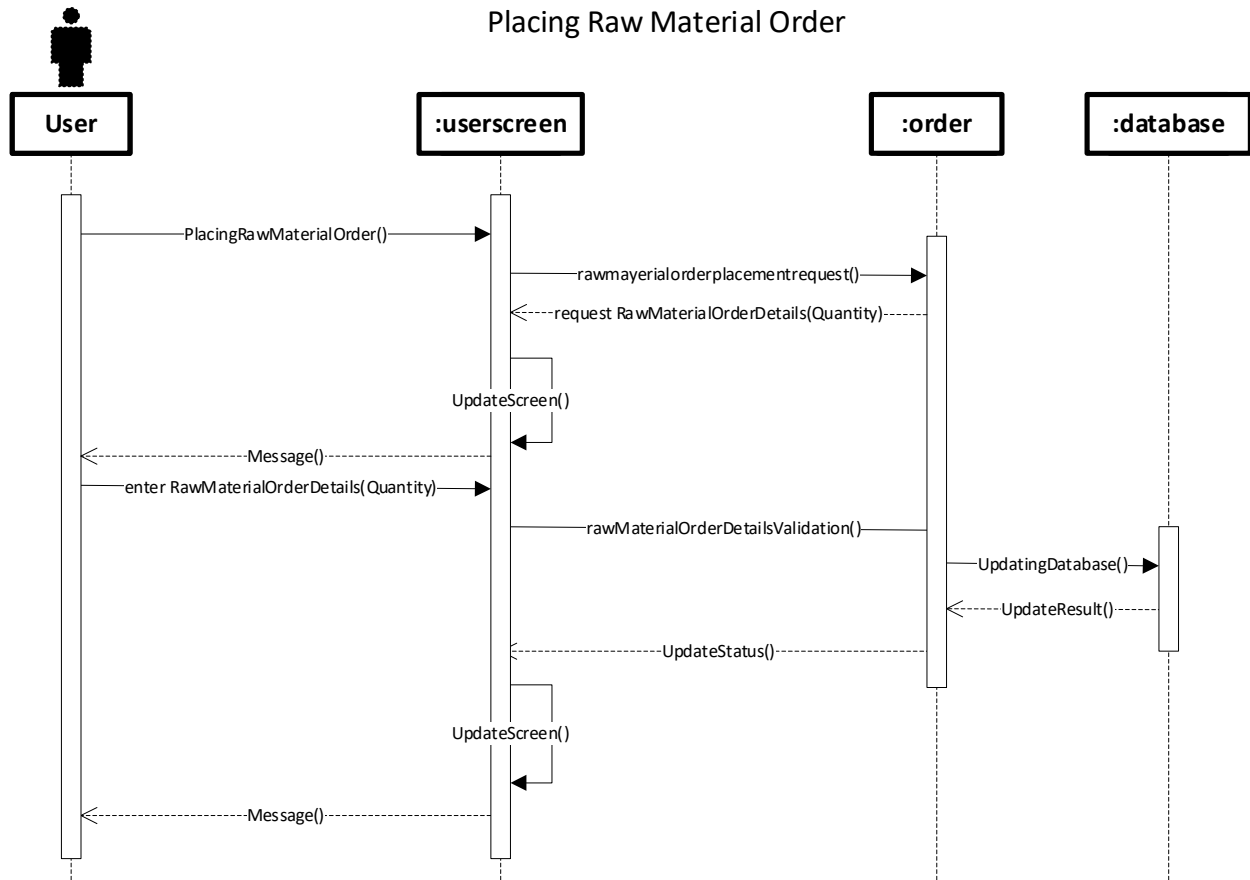 Placing Raw Material Order
User
:userscreen
:order
:database
PlacingRawMaterialOrder()
rawmayerialorderplacementrequest()
request RawMaterialOrderDetails(Quantity)
UpdateScreen()
Message()
enter RawMaterialOrderDetails(Quantity)
rawMaterialOrderDetailsValidation()
UpdatingDatabase()
UpdateResult()
UpdateStatus()
UpdateScreen()
Message()